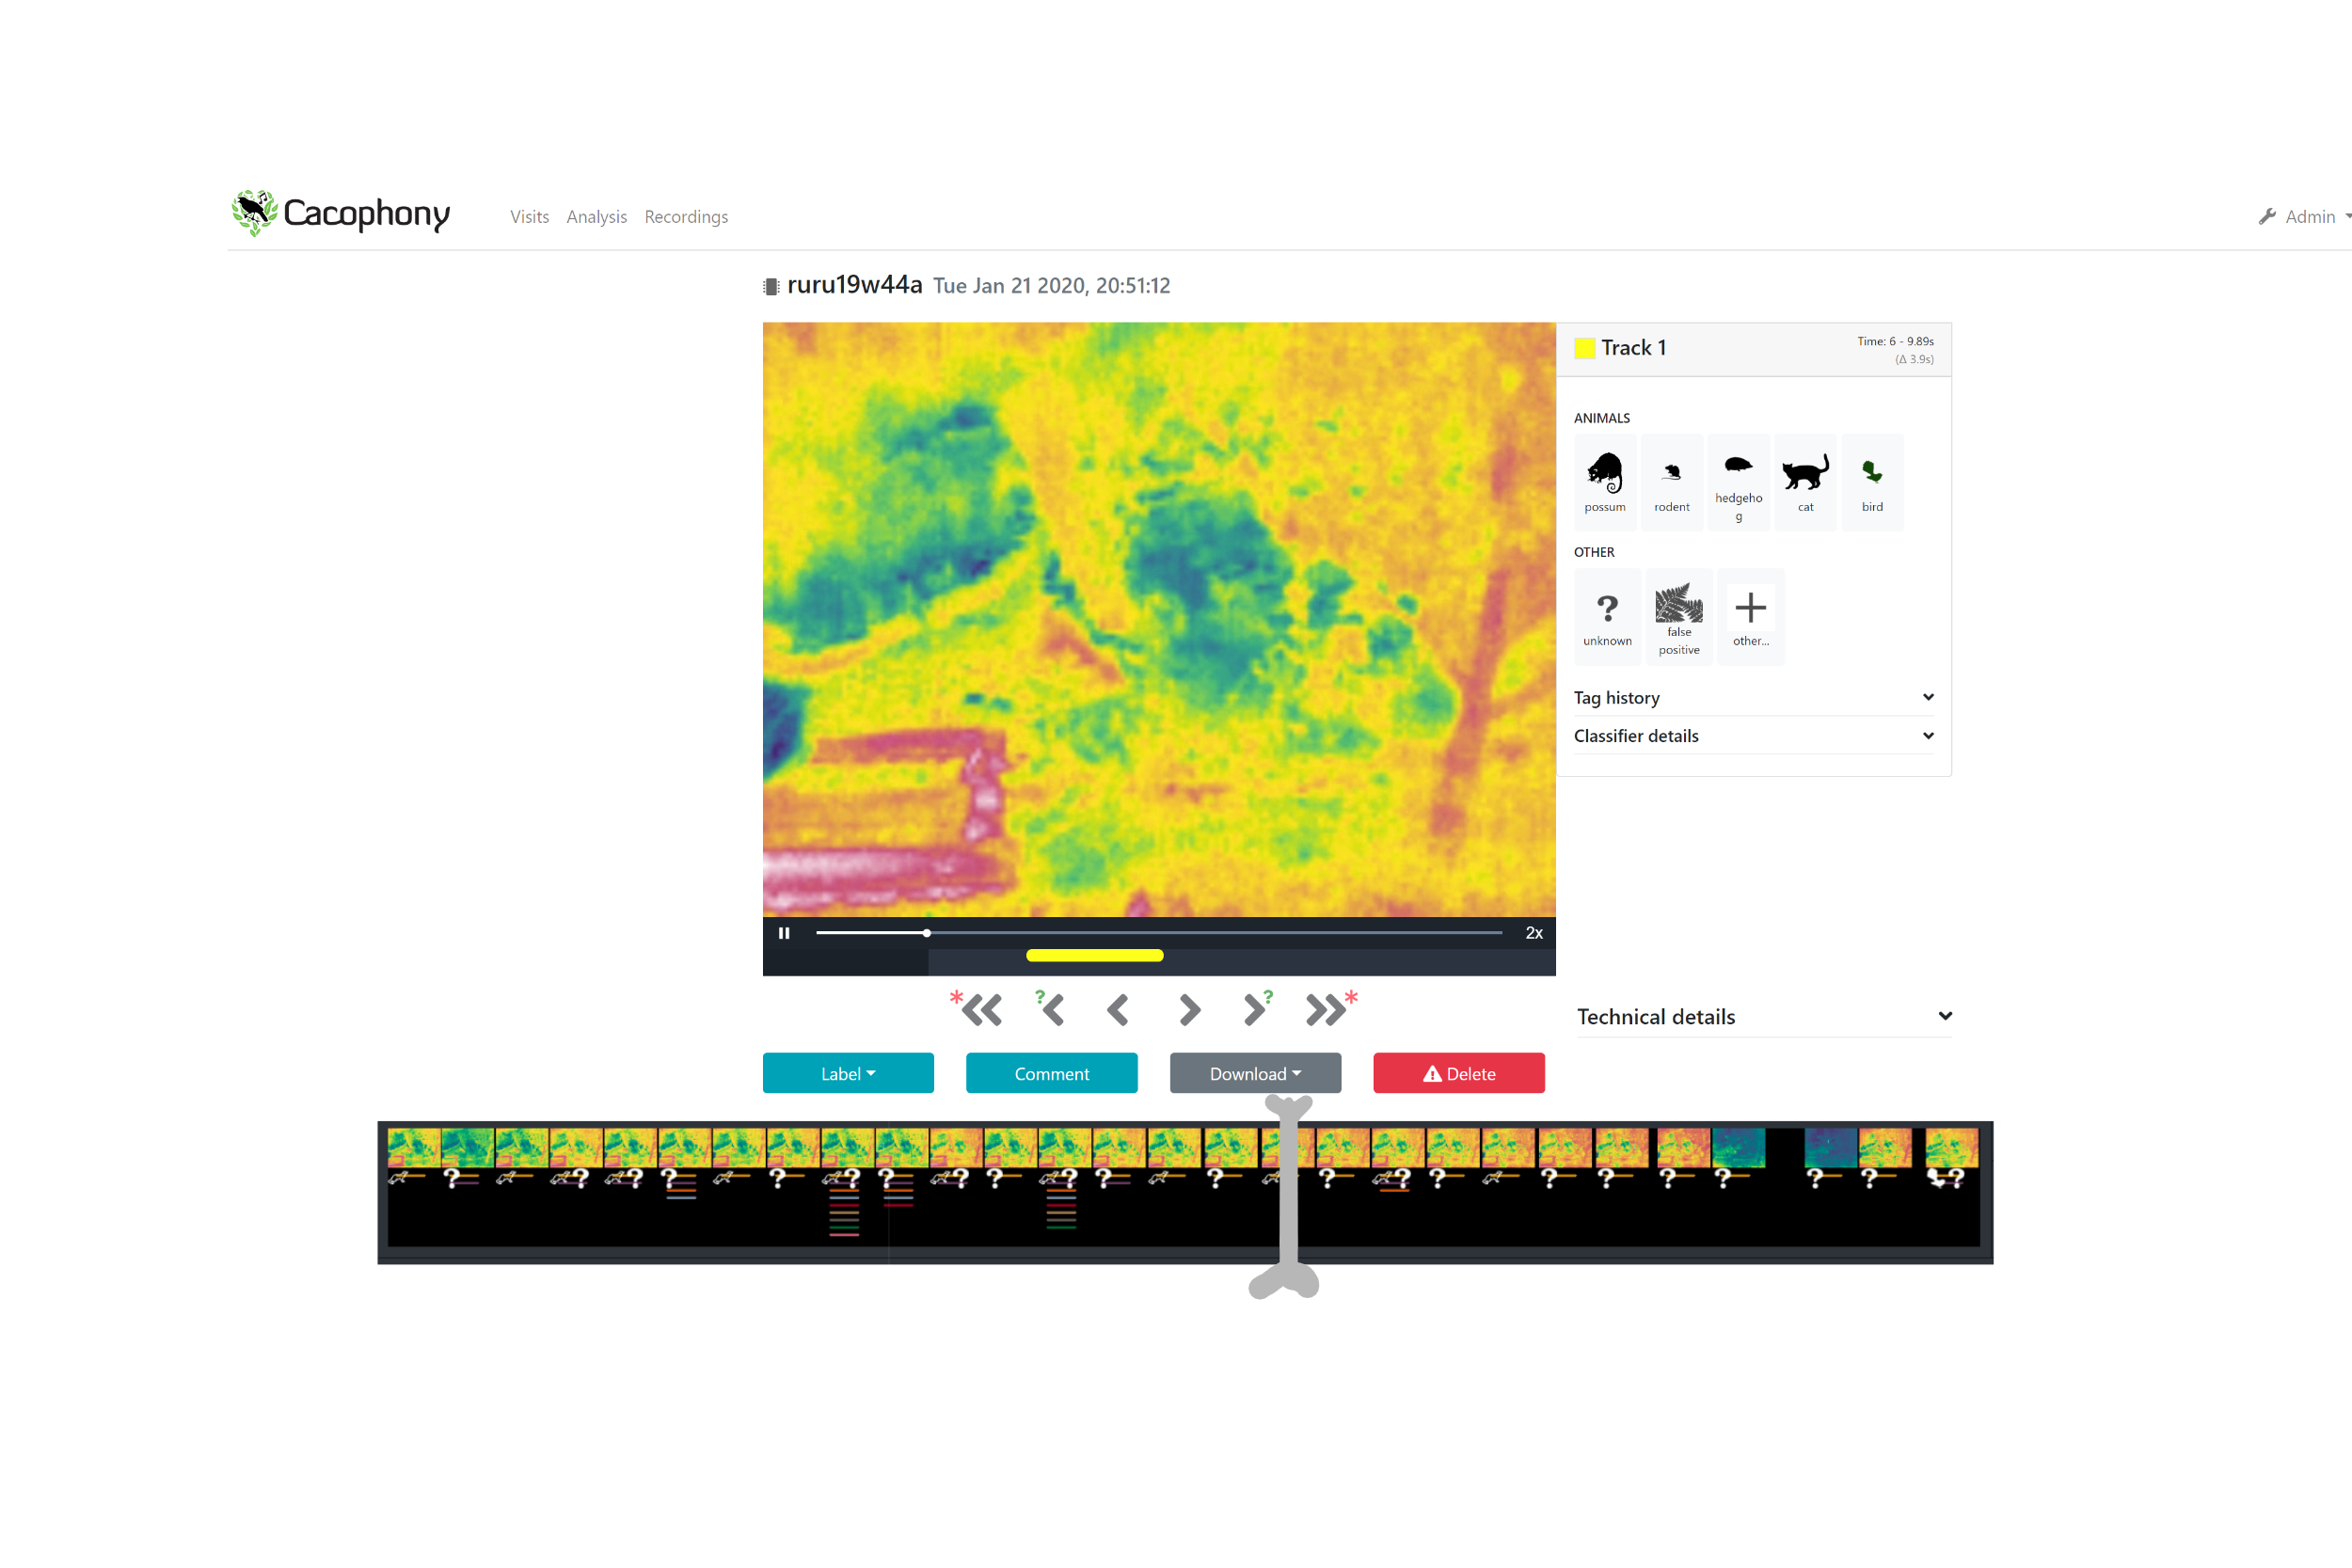 Cacophony
Visits Analysis Recordings
Admin
ruru19w44a Tue Jan 21 2020, 20:51:12
Track 1
Time: 6 - 9.89s
(Δ 3.9s)
ANIMALS
possum
rodent
hedgeho
g
cat
bird
OTHER
?
unknown
false
positive
other...
Tag history
Classifier details
2x
* ? ? *
Technical details
Label
Comment
Download
Delete
? ? ? ? ? ? ? ? ? ? ? ? ? ? ? ? ? ? ?